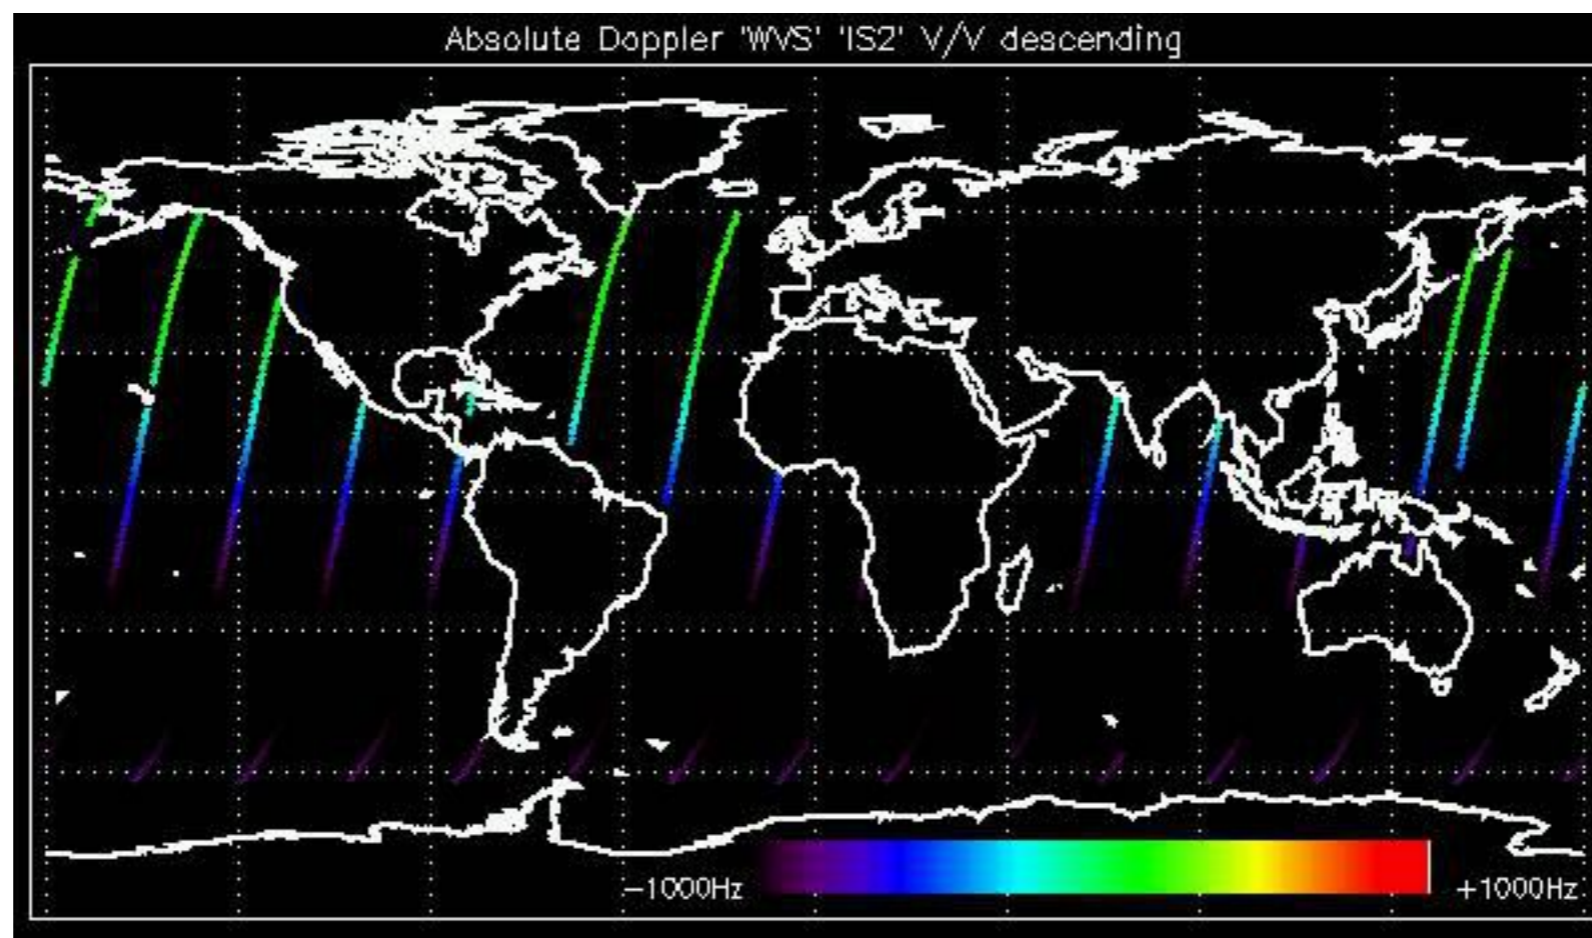 Absolute Doppler 'WVS' 'IS2' V/V descending
−1000Hz +1000Hz